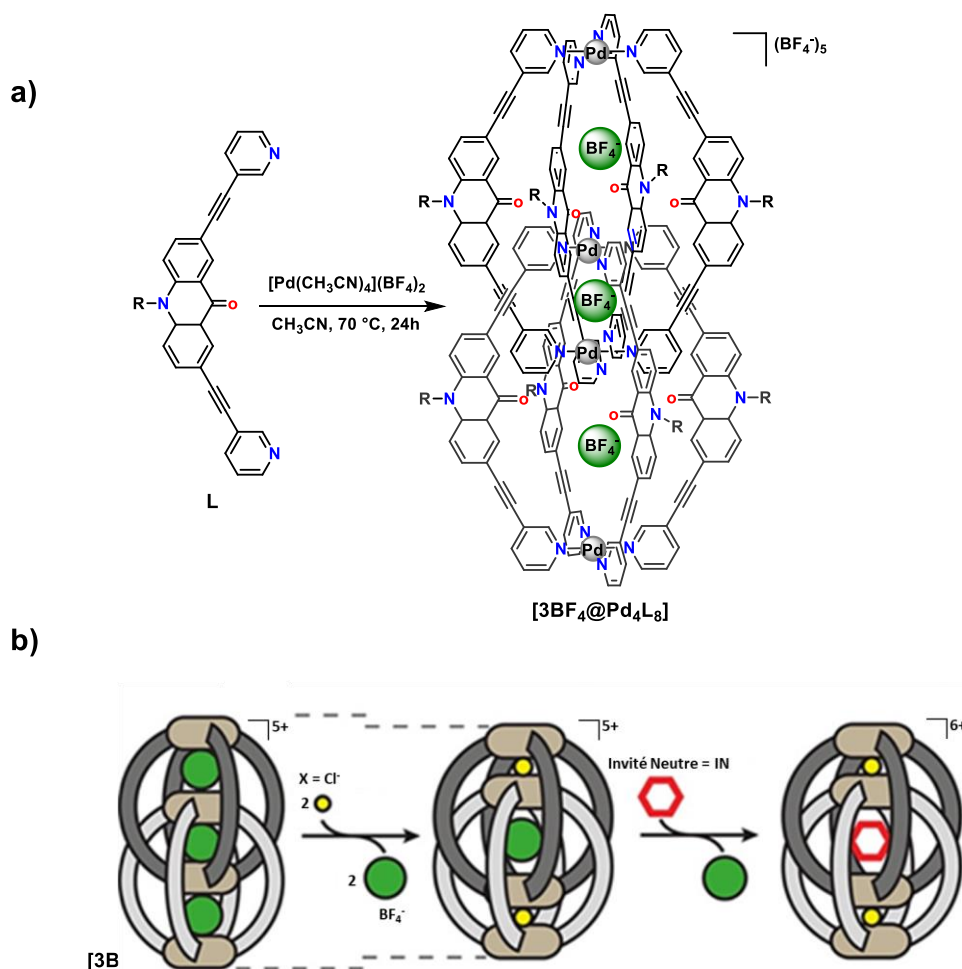 a)
(BF₄⁻)₅
N Pd N
N
N
N
BF₄⁻
R
N
O
R-N
O
R
N
O
O
N-R
N
R-N
O
N
N
Pd
N
[Pd(CH₃CN)₄](BF₄)₂
CH₃CN, 70 °C, 24h
BF₄⁻
N
Pd
N
N
N
R
N
O
R-N
O
O
N
R
O
N-R
BF₄⁻
L
N
N Pd N
N
[3BF₄@Pd₄L₈]
b)
5+
5+
6+
X = Cl⁻
2
2
BF₄⁻
Invité Neutre = IN
[3B